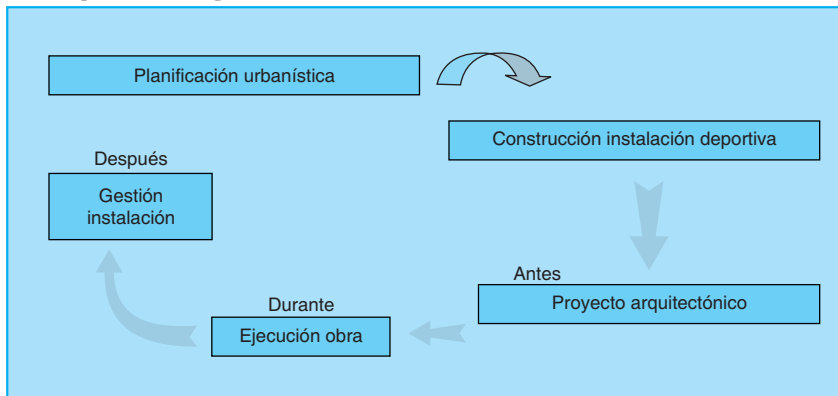 Planificación urbanística
Construcción instalación deportiva
Antes
Proyecto arquitectónico
Durante
Ejecución obra
Después
Gestión
instalación